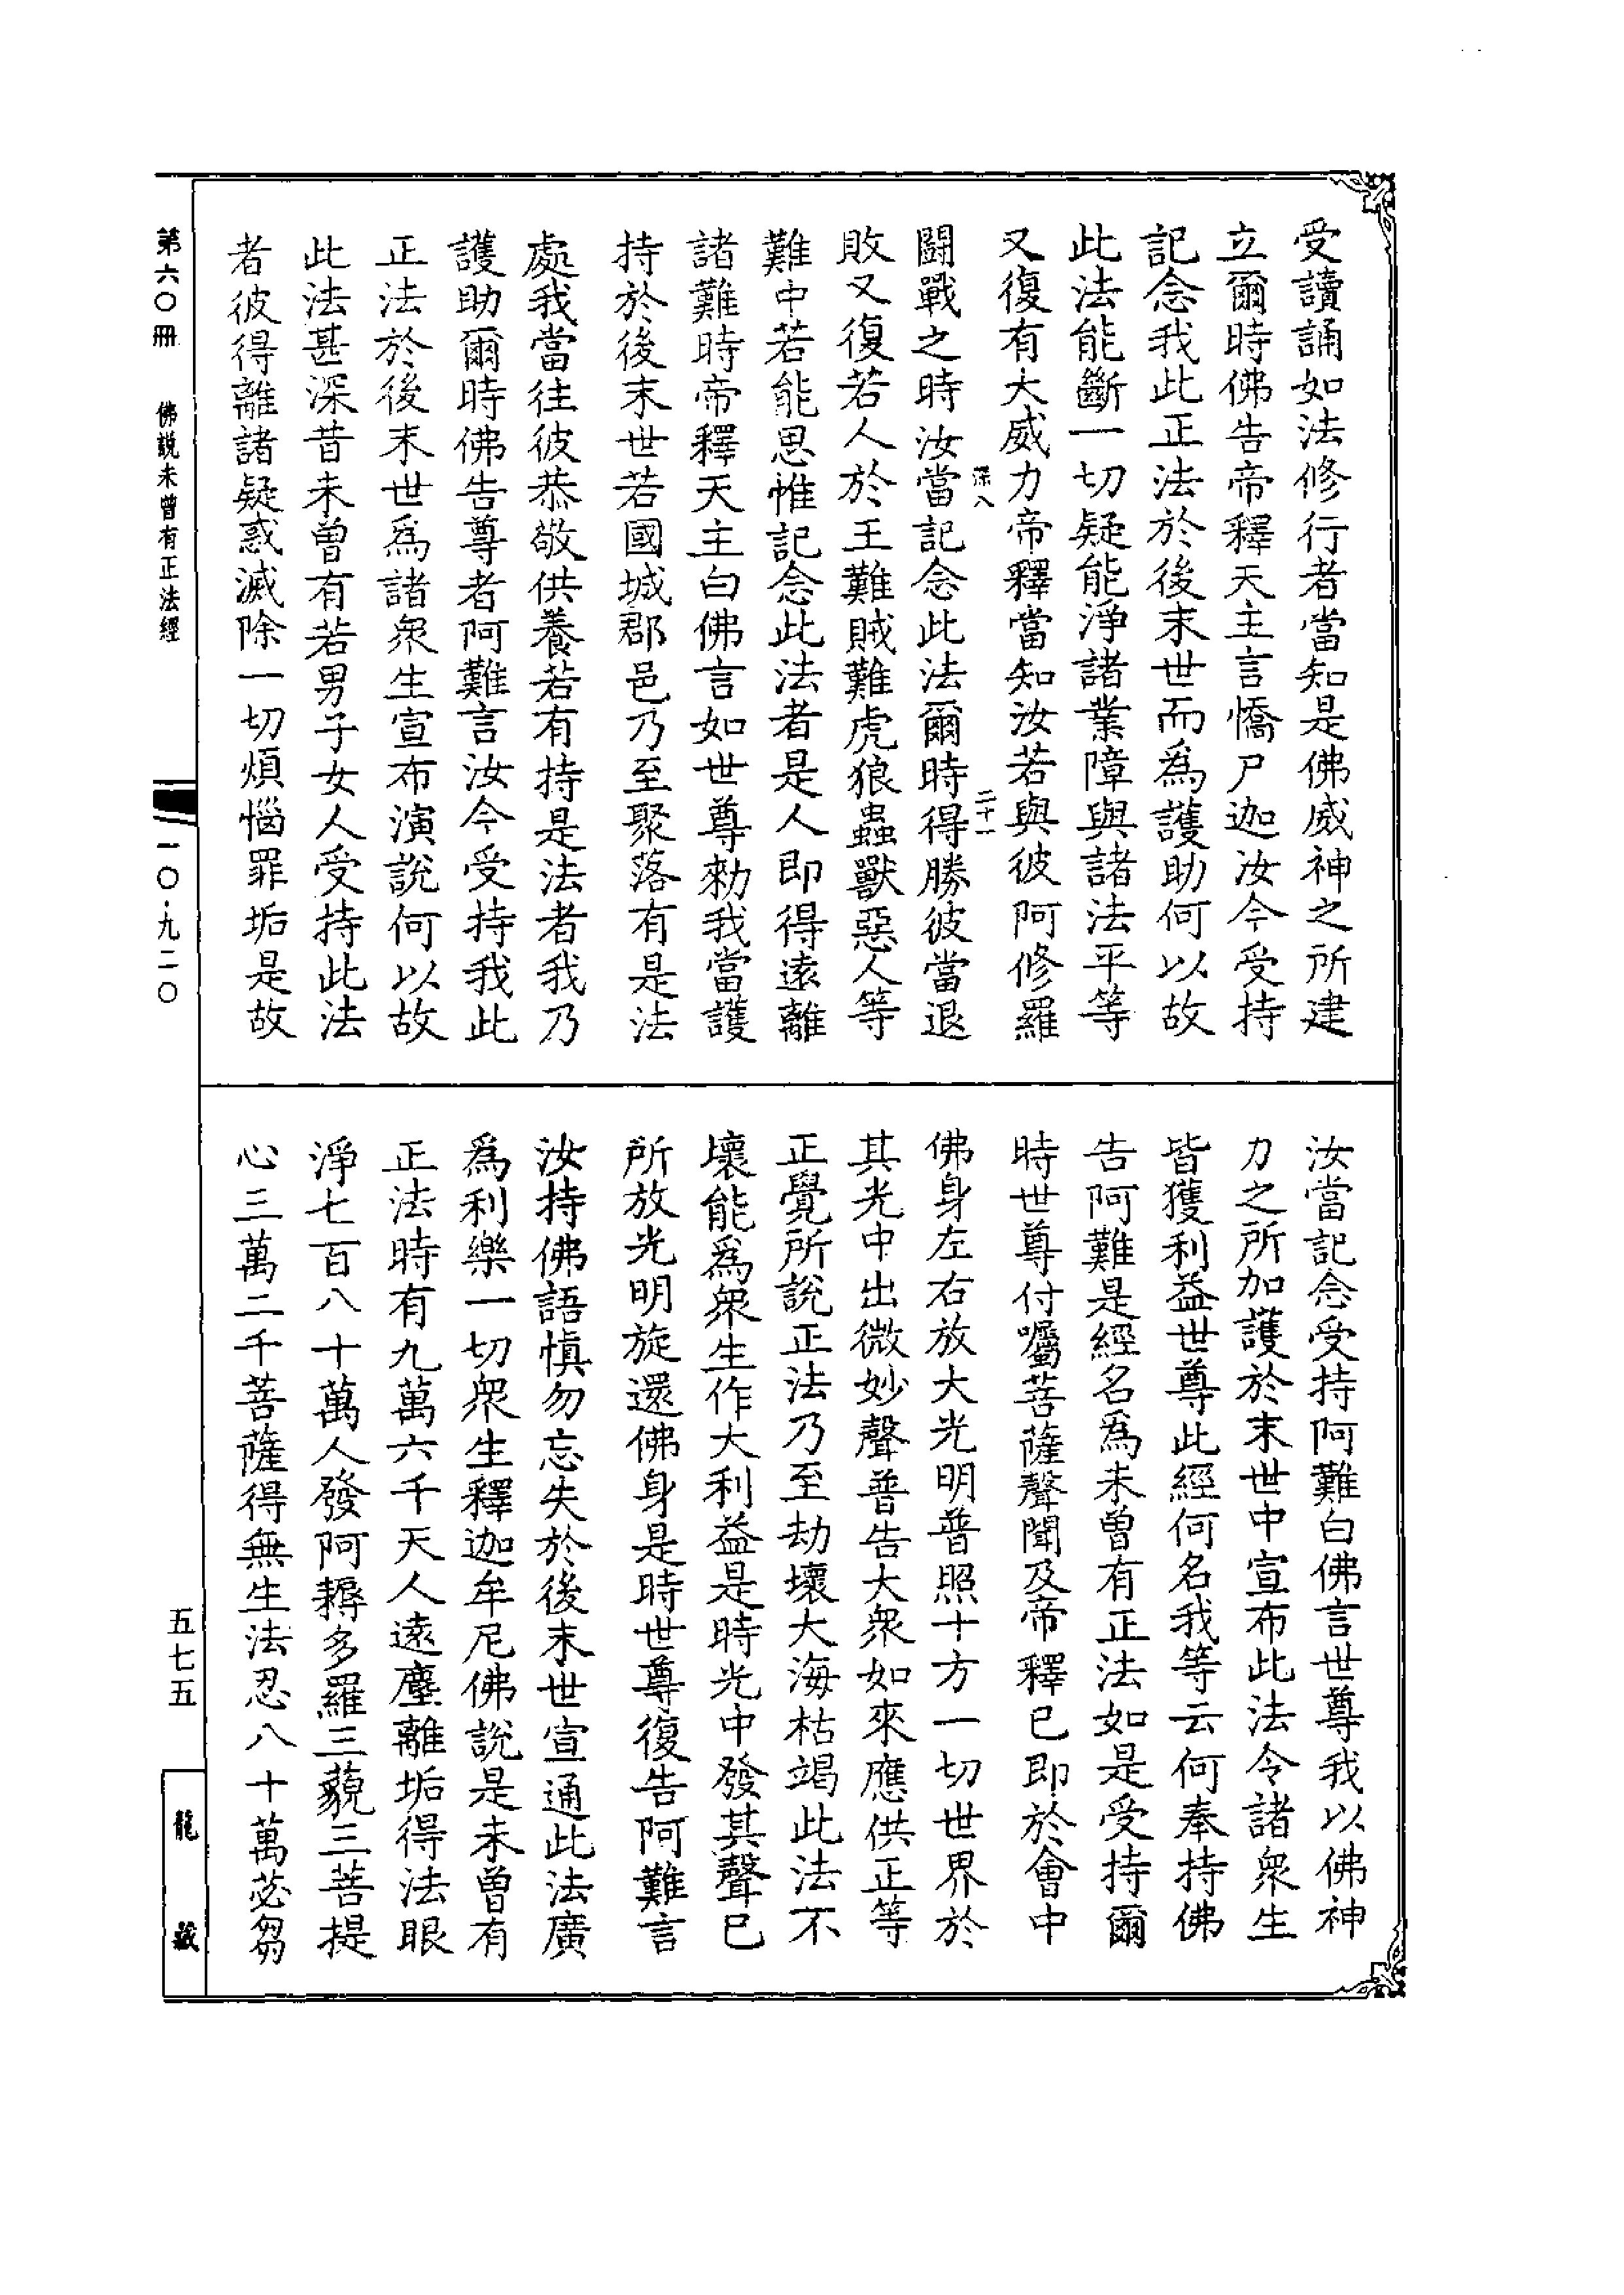 受讀誦如法修行者當知是佛威神之所建
立爾時佛告帝釋天主言憍尸迦汝今受持
記念我此正法於後末世而為護助何以故
此法能斷一切疑能淨諸業障與諸法平等
又復有大威力帝釋當知汝若與彼阿修羅
深八
二十一
鬪戰之時汝當記念此法爾時得勝彼當退
敗又復若人於王難賊難虎狼蟲獸惡人等
難中若能思惟記念此法者是人即得遠離
諸難時帝釋天主白佛言如世尊勑我當護
持於後末世若國城郡邑乃至聚落有是法
處我當往彼恭敬供養若有持是法者我乃
護助爾時佛告尊者阿難言汝今受持我此
正法於後末世爲諸衆生宣布演說何以故
此法甚深昔未曾有若男子女人受持此法
者彼得離諸疑惑滅除一切煩惱罪垢是故
汝當記念受持阿難白佛言世尊我以佛神
力之所加護於末世中宣布此法令諸衆生
皆獲利益世尊此經何名我等云何奉持佛
告阿難是經名爲未曾有正法如是受持爾
時世尊付囑菩薩聲聞及帝釋已即於會中
佛身左右放大光明普照十方一切世界於
其光中出微妙聲普告大衆如來應供正等
正覺所說正法乃至劫壞大海枯竭此法不
壞能爲衆生作大利益是時光中發其聲已
所放光明旋還佛身是時世尊復告阿難言
汝持佛語慎勿忘失於後末世宣通此法廣
爲利樂一切衆生釋迦牟尼佛說是未曾有
正法時有九萬六千天人遠塵離垢得法眼
淨七百八十萬人發阿耨多羅三藐三菩提
心三萬二千菩薩得無生法忍八十萬苾芻
第六〇冊 佛説未曾有正法經
一〇·九二〇
五七五
龍藏